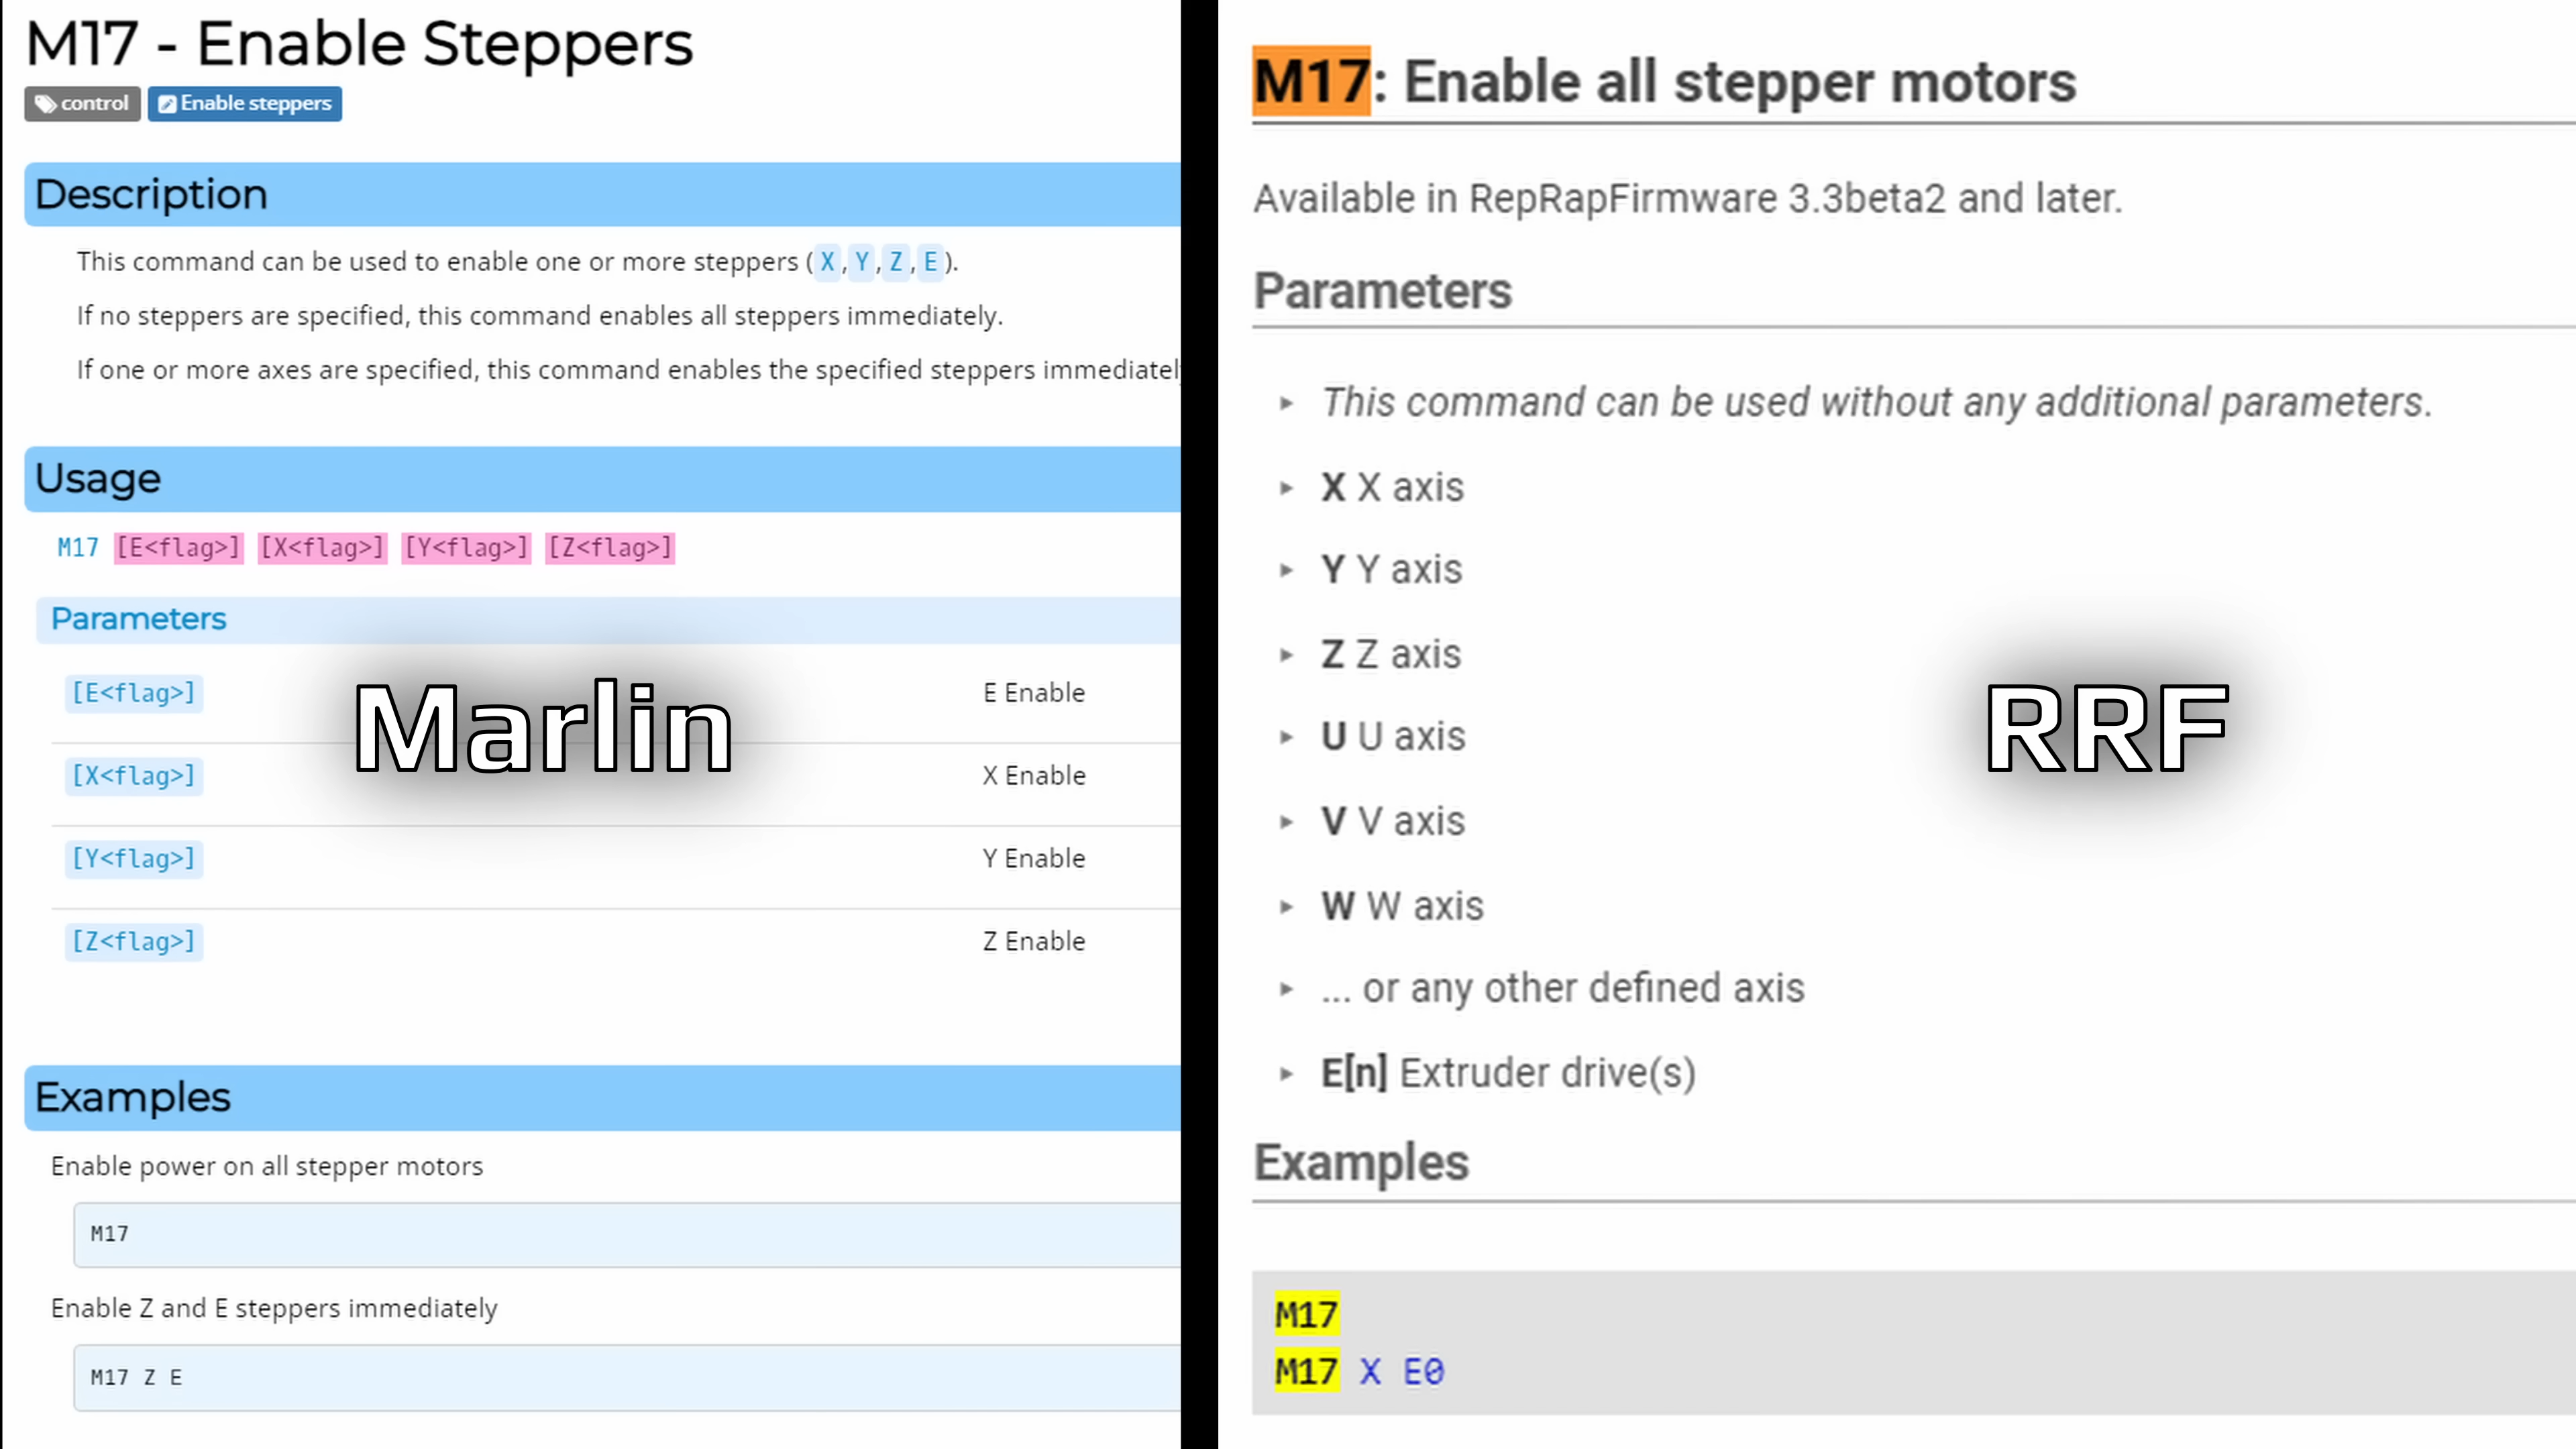 M17 - Enable Steppers
control Enable steppers
Description
This command can be used to enable one or more steppers (X, Y, Z, E).
If no steppers are specified, this command enables all steppers immediately.
If one or more axes are specified, this command enables the specified steppers immediatel
Usage
M17 [E<flag>] [X<flag>] [Y<flag>] [Z<flag>]
Parameters
[E<flag>] E Enable
Marlin
[X<flag>] X Enable
[Y<flag>] Y Enable
[Z<flag>] Z Enable
Examples
Enable power on all stepper motors
M17
Enable Z and E steppers immediately
M17 Z E
M17: Enable all stepper motors
Available in RepRapFirmware 3.3beta2 and later.
Parameters
This command can be used without any additional parameters.
X X axis
Y Y axis
Z Z axis
RRF
U U axis
V V axis
W W axis
... or any other defined axis
E[n] Extruder drive(s)
Examples
M17
M17 X E0